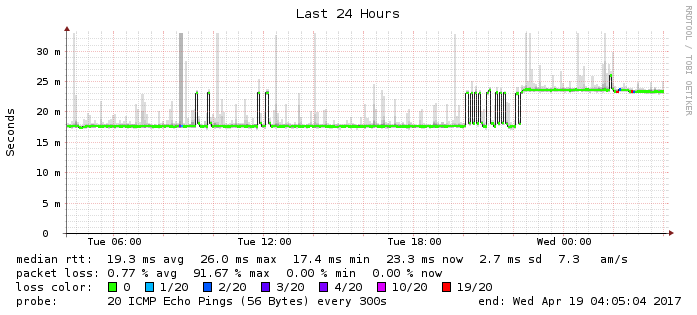 Last 24 Hours
RRDTOOL / TOBI OETIKER
Seconds
30 m
25 m
20 m
15 m
10 m
5 m
0
Tue 06:00 Tue 12:00 Tue 18:00 Wed 00:00
median rtt: 19.3 ms avg 26.0 ms max 17.4 ms min 23.3 ms now 2.7 ms sd 7.3 am/s
packet loss: 0.77 % avg 91.67 % max 0.00 % min 0.00 % now
loss color: 0 1/20 2/20 3/20 4/20 10/20 19/20
probe: 20 ICMP Echo Pings (56 Bytes) every 300s end: Wed Apr 19 04:05:04 2017